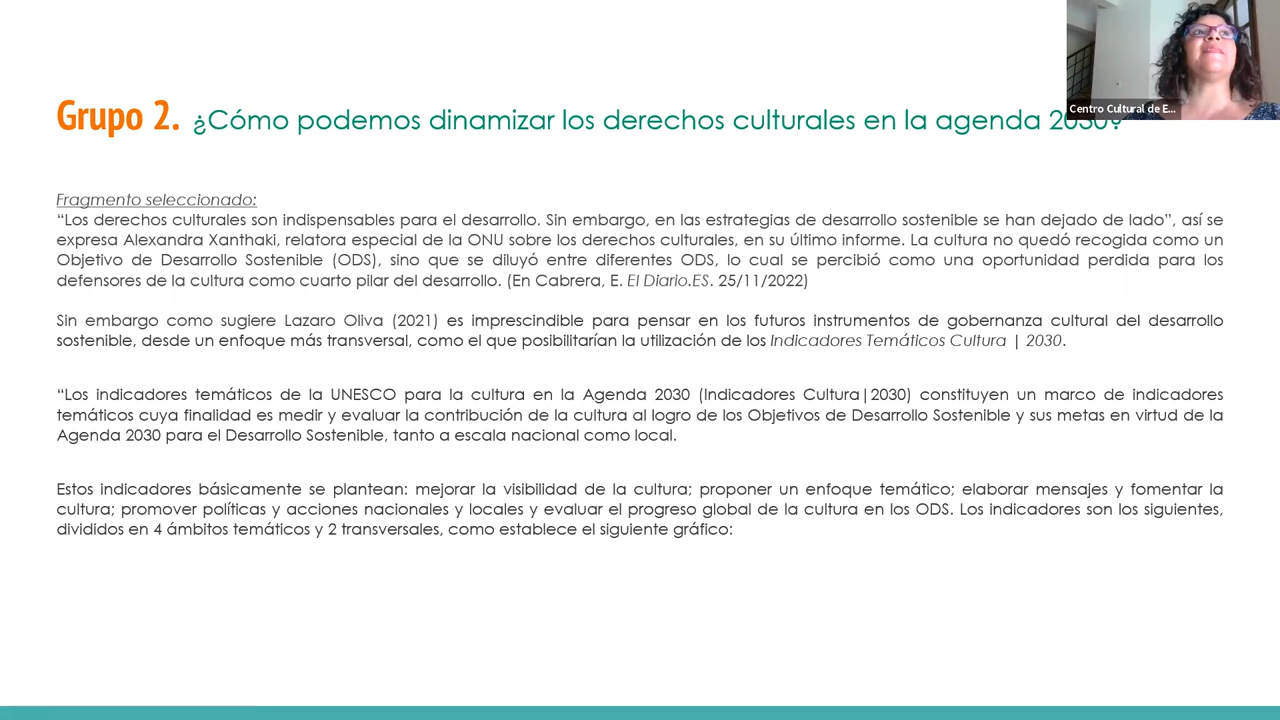 Centro Cultural de E...
Grupo 2. ¿Cómo podemos dinamizar los derechos culturales en la agenda 2030?
Fragmento seleccionado:
“Los derechos culturales son indispensables para el desarrollo. Sin embargo, en las estrategias de desarrollo sostenible se han dejado de lado”, así se
expresa Alexandra Xanthaki, relatora especial de la ONU sobre los derechos culturales, en su último informe. La cultura no quedó recogida como un
Objetivo de Desarrollo Sostenible (ODS), sino que se diluyó entre diferentes ODS, lo cual se percibió como una oportunidad perdida para los
defensores de la cultura como cuarto pilar del desarrollo. (En Cabrera, E. El Diario.ES. 25/11/2022)
Sin embargo como sugiere Lazaro Oliva (2021) es imprescindible para pensar en los futuros instrumentos de gobernanza cultural del desarrollo
sostenible, desde un enfoque más transversal, como el que posibilitarían la utilización de los Indicadores Temáticos Cultura | 2030.
“Los indicadores temáticos de la UNESCO para la cultura en la Agenda 2030 (Indicadores Cultura|2030) constituyen un marco de indicadores
temáticos cuya finalidad es medir y evaluar la contribución de la cultura al logro de los Objetivos de Desarrollo Sostenible y sus metas en virtud de la
Agenda 2030 para el Desarrollo Sostenible, tanto a escala nacional como local.
Estos indicadores básicamente se plantean: mejorar la visibilidad de la cultura; proponer un enfoque temático; elaborar mensajes y fomentar la
cultura; promover políticas y acciones nacionales y locales y evaluar el progreso global de la cultura en los ODS. Los indicadores son los siguientes,
divididos en 4 ámbitos temáticos y 2 transversales, como establece el siguiente gráfico: